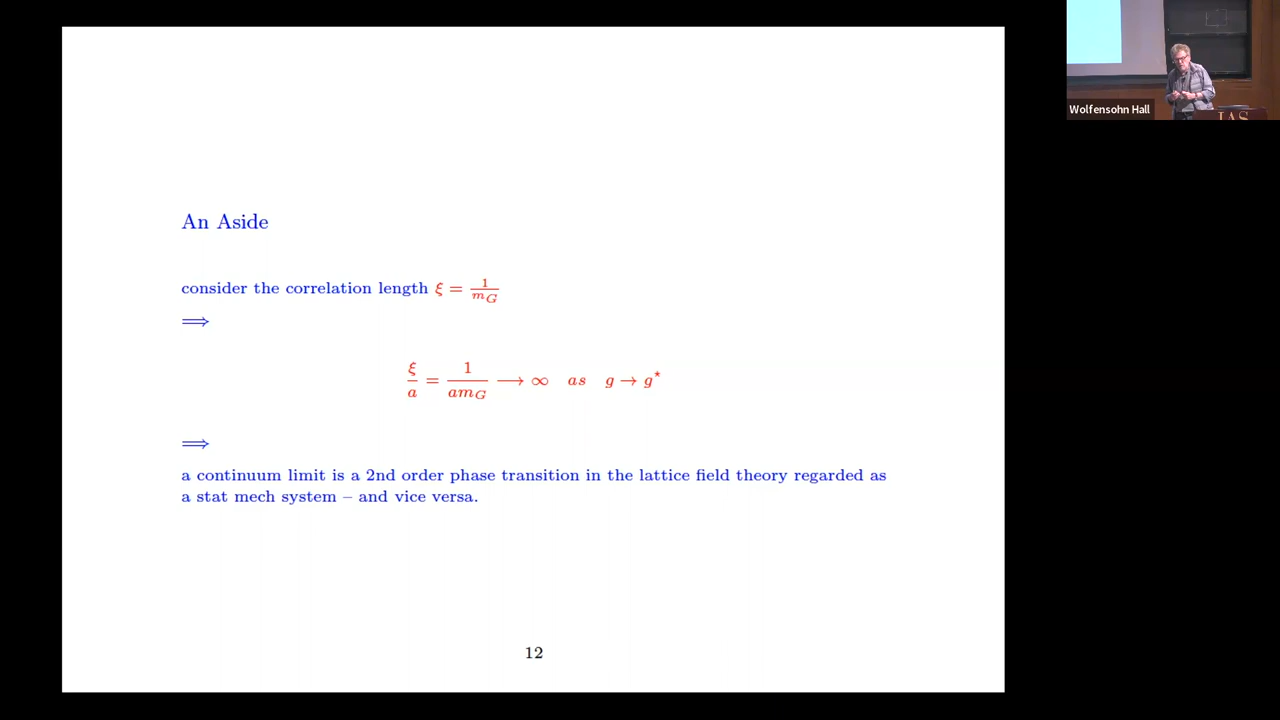 An Aside
consider the correlation length ξ = 1/m_G
⟹
ξ/a = 1/(am_G) ⟶ ∞ as g → g*
⟹
a continuum limit is a 2nd order phase transition in the lattice field theory regarded as
a stat mech system – and vice versa.
12
Wolfensohn Hall
IAS